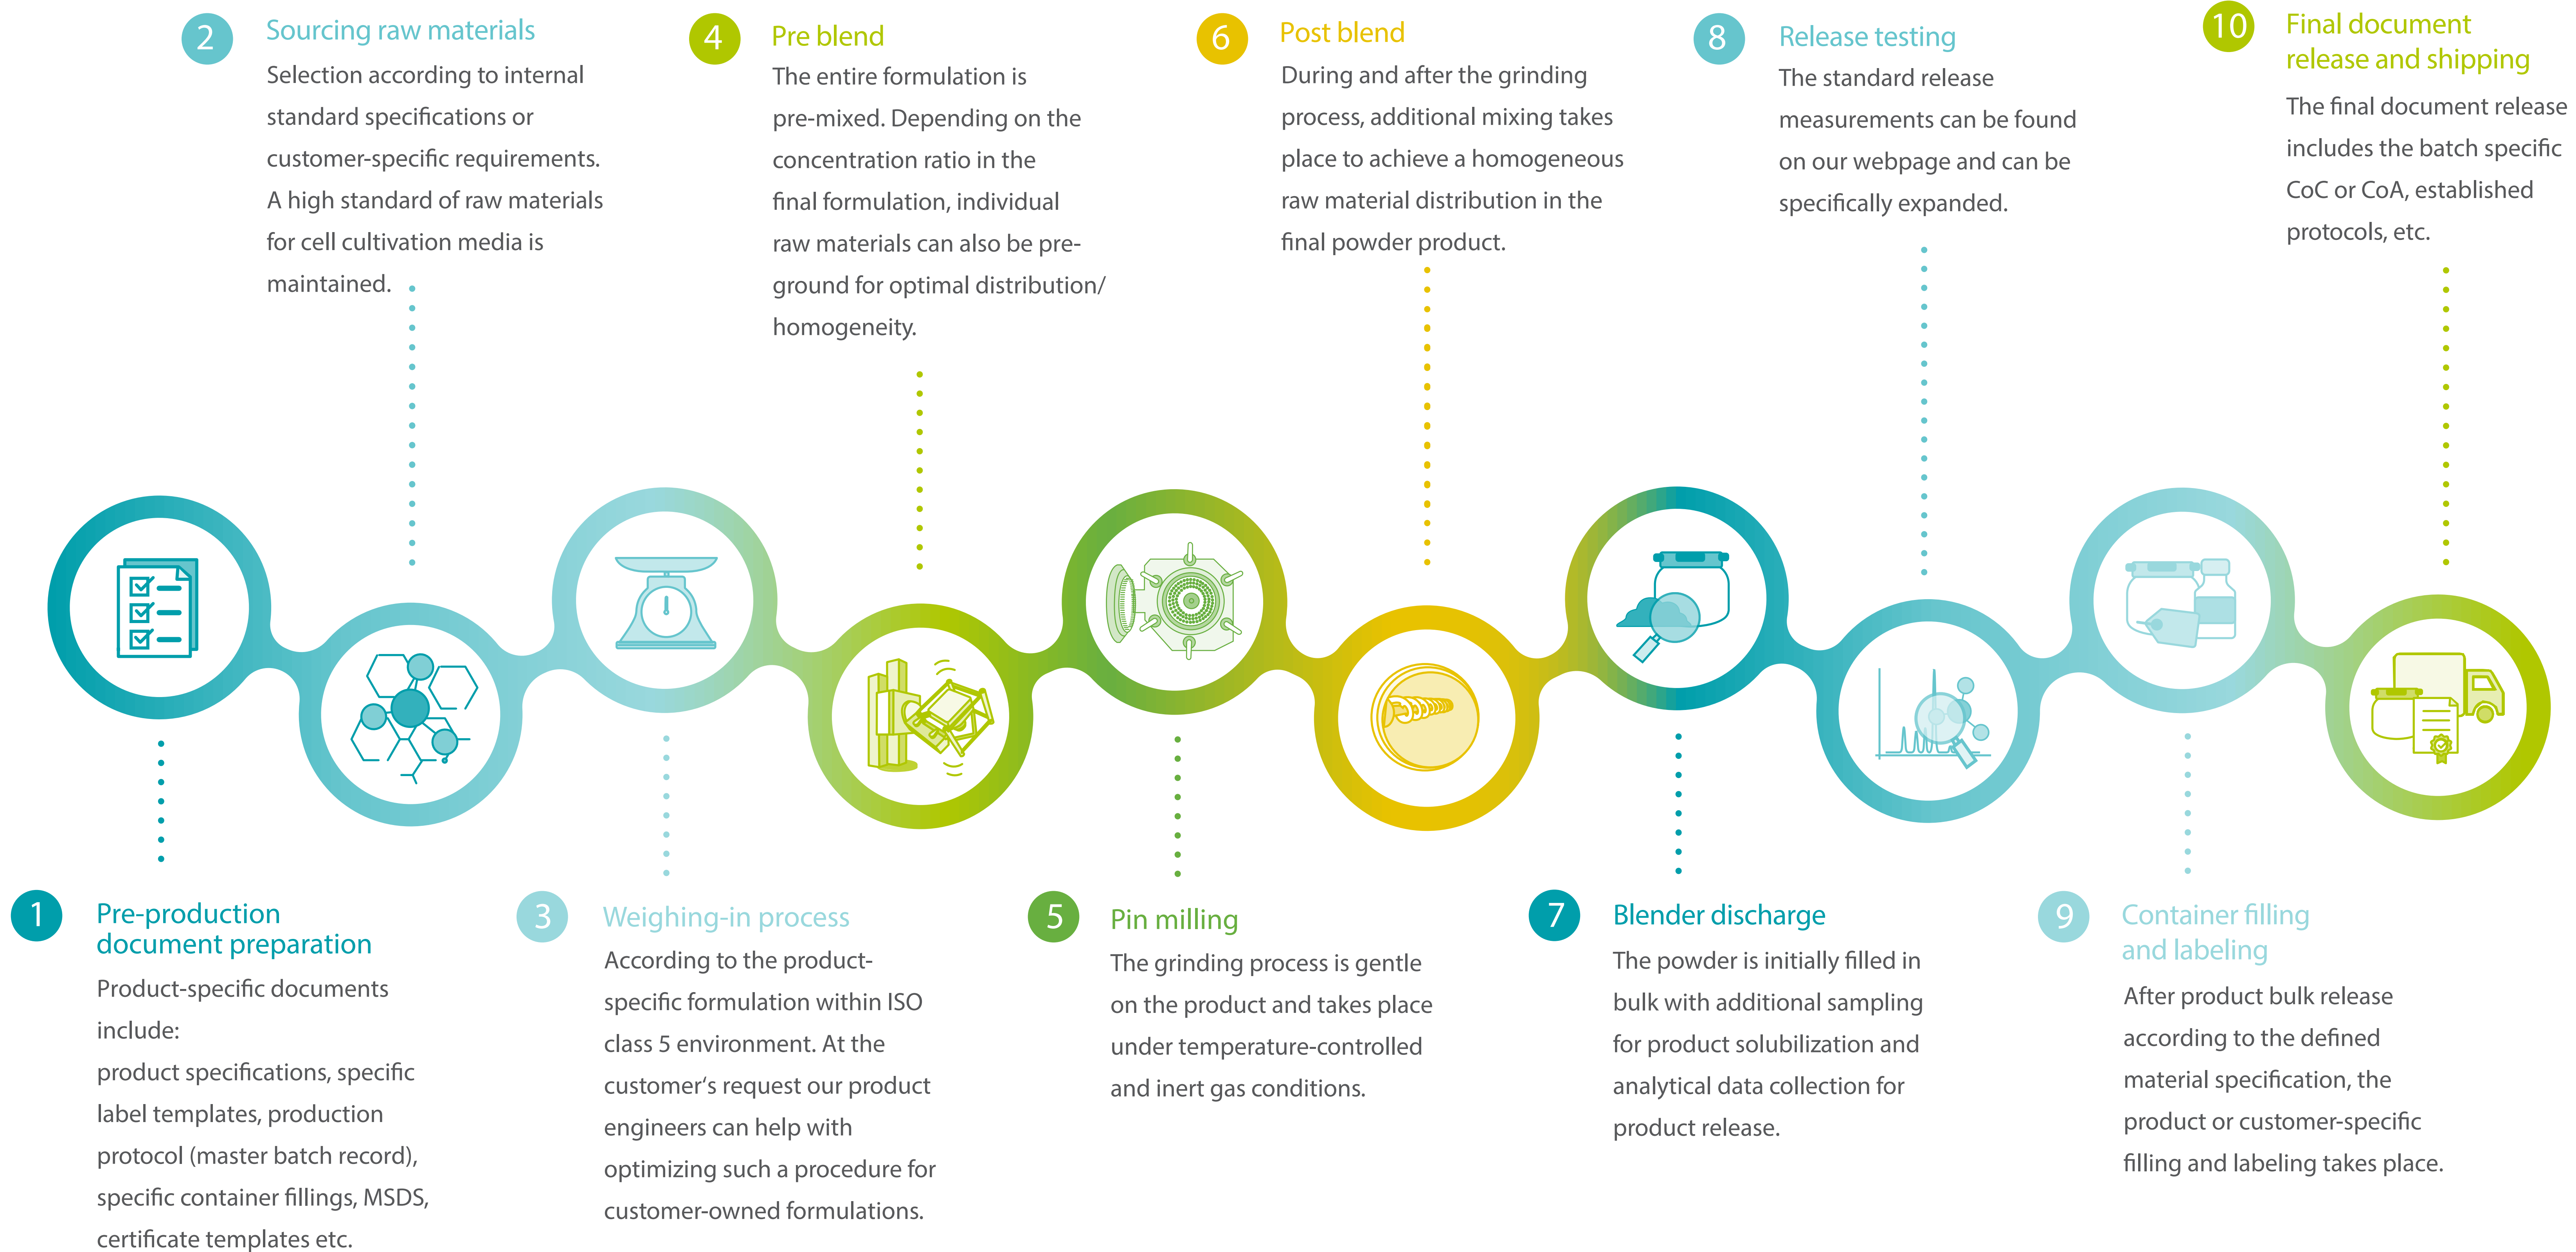 1
Pre-production
document preparation
Product-specific documents
include:
product specifications, specific
label templates, production
protocol (master batch record),
specific container fillings, MSDS,
certificate templates etc.
2
Sourcing raw materials
Selection according to internal
standard specifications or
customer-specific requirements.
A high standard of raw materials
for cell cultivation media is
maintained.
3
Weighing-in process
According to the product-
specific formulation within ISO
class 5 environment. At the
customer‘s request our product
engineers can help with
optimizing such a procedure for
customer-owned formulations.
4
Pre blend
The entire formulation is
pre-mixed. Depending on the
concentration ratio in the
final formulation, individual
raw materials can also be pre-
ground for optimal distribution/
homogeneity.
5
Pin milling
The grinding process is gentle
on the product and takes place
under temperature-controlled
and inert gas conditions.
6
Post blend
During and after the grinding
process, additional mixing takes
place to achieve a homogeneous
raw material distribution in the
final powder product.
7
Blender discharge
The powder is initially filled in
bulk with additional sampling
for product solubilization and
analytical data collection for
product release.
8
Release testing
The standard release
measurements can be found
on our webpage and can be
specifically expanded.
9
Container filling
and labeling
After product bulk release
according to the defined
material specification, the
product or customer-specific
filling and labeling takes place.
10
Final document
release and shipping
The final document release
includes the batch specific
CoC or CoA, established
protocols, etc.